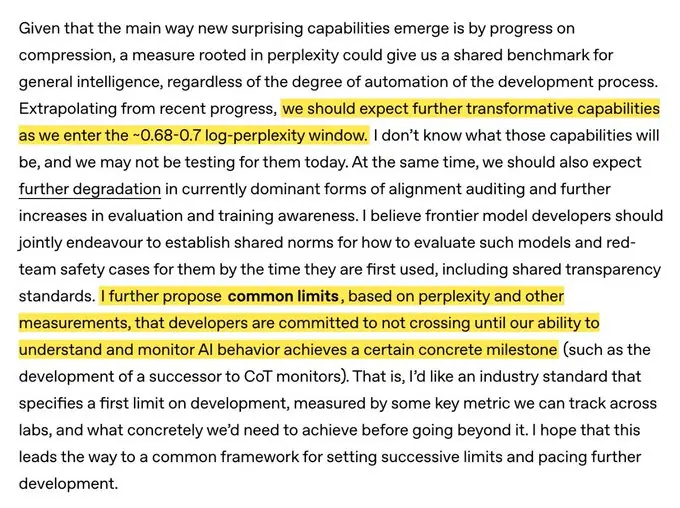 Given that the main way new surprising capabilities emerge is by progress on
compression, a measure rooted in perplexity could give us a shared benchmark for
general intelligence, regardless of the degree of automation of the development process.
Extrapolating from recent progress, we should expect further transformative capabilities
as we enter the ~0.68-0.7 log-perplexity window. I don’t know what those capabilities will
be, and we may not be testing for them today. At the same time, we should also expect
further degradation in currently dominant forms of alignment auditing and further
increases in evaluation and training awareness. I believe frontier model developers should
jointly endeavour to establish shared norms for how to evaluate such models and red-
team safety cases for them by the time they are first used, including shared transparency
standards. I further propose common limits, based on perplexity and other
measurements, that developers are committed to not crossing until our ability to
understand and monitor AI behavior achieves a certain concrete milestone (such as the
development of a successor to CoT monitors). That is, I’d like an industry standard that
specifies a first limit on development, measured by some key metric we can track across
labs, and what concretely we’d need to achieve before going beyond it. I hope that this
leads the way to a common framework for setting successive limits and pacing further
development.